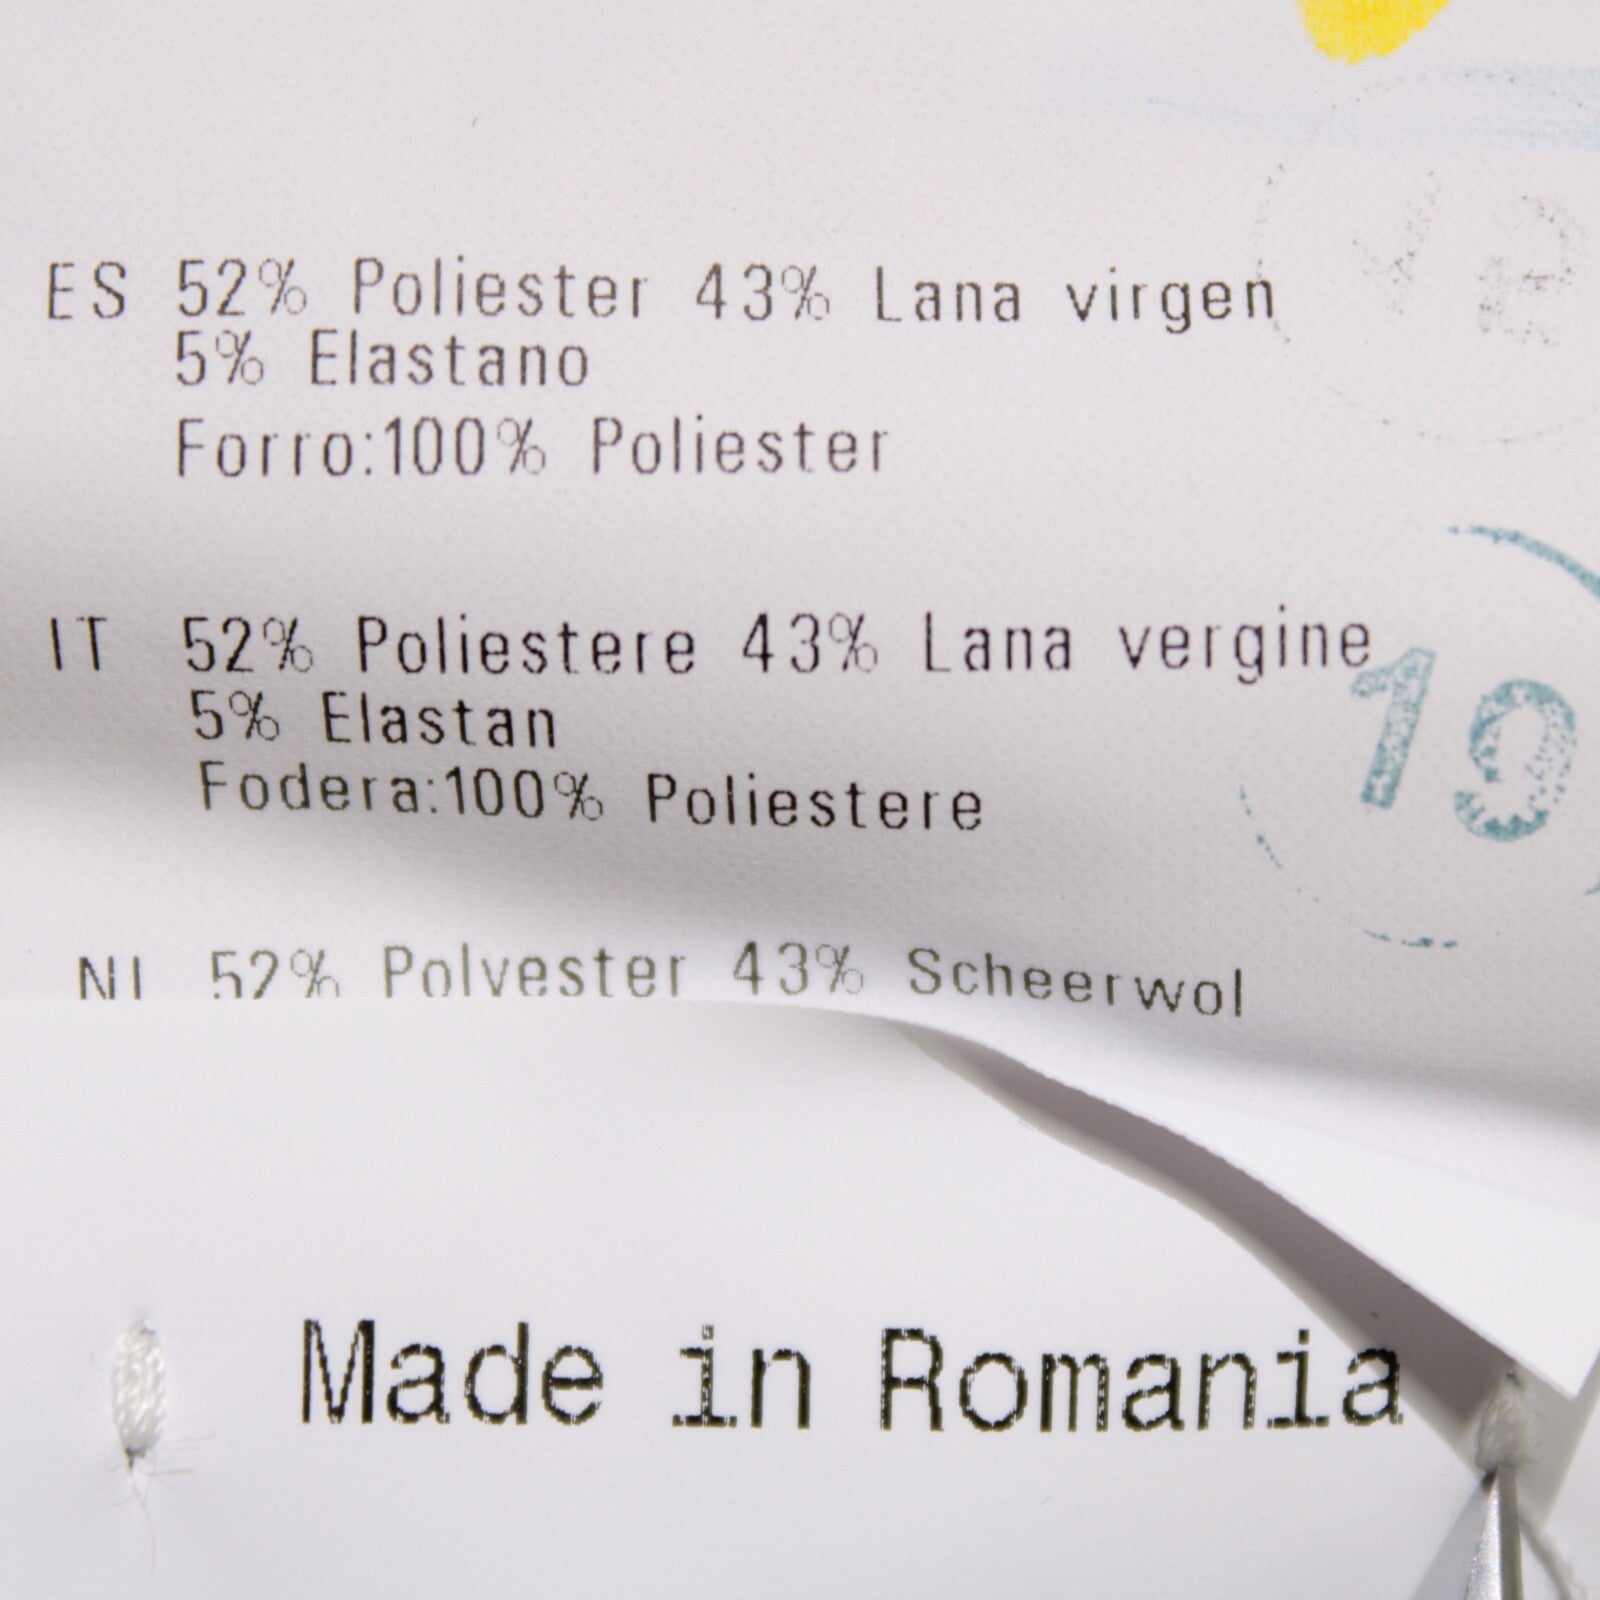 ES 52% Poliester 43% Lana virgen
5% Elastano
Forro:100% Poliester
IT 52% Poliestere 43% Lana vergine
5% Elastan
Fodera:100% Poliestere
19
NL 52% Polyester 43% Scheerwol
Made in Romania